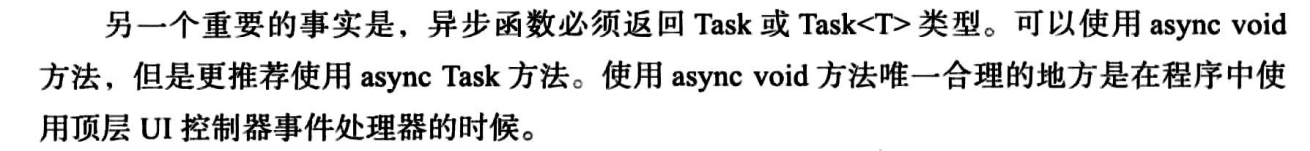 另一个重要的事实是，异步函数必须返回 Task 或 Task<T> 类型。可以使用 async void
方法，但是更推荐使用 async Task 方法。使用 async void 方法唯一合理的地方是在程序中使
用顶层 UI 控制器事件处理器的时候。